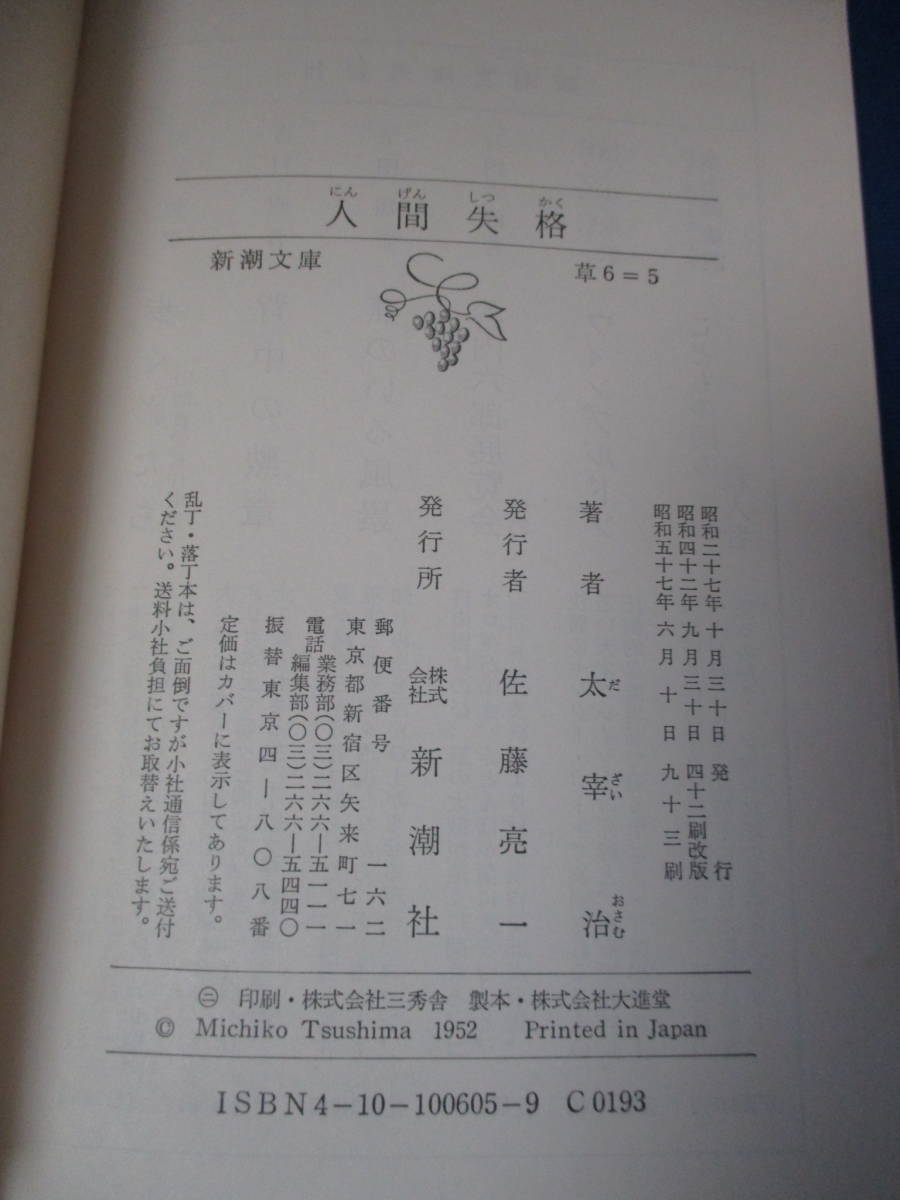 にんげんしつかく
人間失格
新潮文庫 草6=5
昭和二十七年十月三十日 発行
昭和四十二年九月三十日 四十二刷改版
昭和五十七年六月十日 九十三刷
著者 太宰治
だざいおさむ
発行者 佐藤亮一
発行所 株式会社 新潮社
郵便番号 一六二
東京都新宿区矢来町七一
電話 業務部(〇三)二六六―五一一一
編集部(〇三)二六六―五四四〇
振替東京四―八〇八番
定価はカバーに表示してあります。
乱丁・落丁本は、ご面倒ですが小社通信係宛ご送付
ください。送料小社負担にてお取替えいたします。
㊁ 印刷・株式会社三秀舎 製本・株式会社大進堂
© Michiko Tsushima 1952 Printed in Japan
ISBN4-10-100605-9 C0193